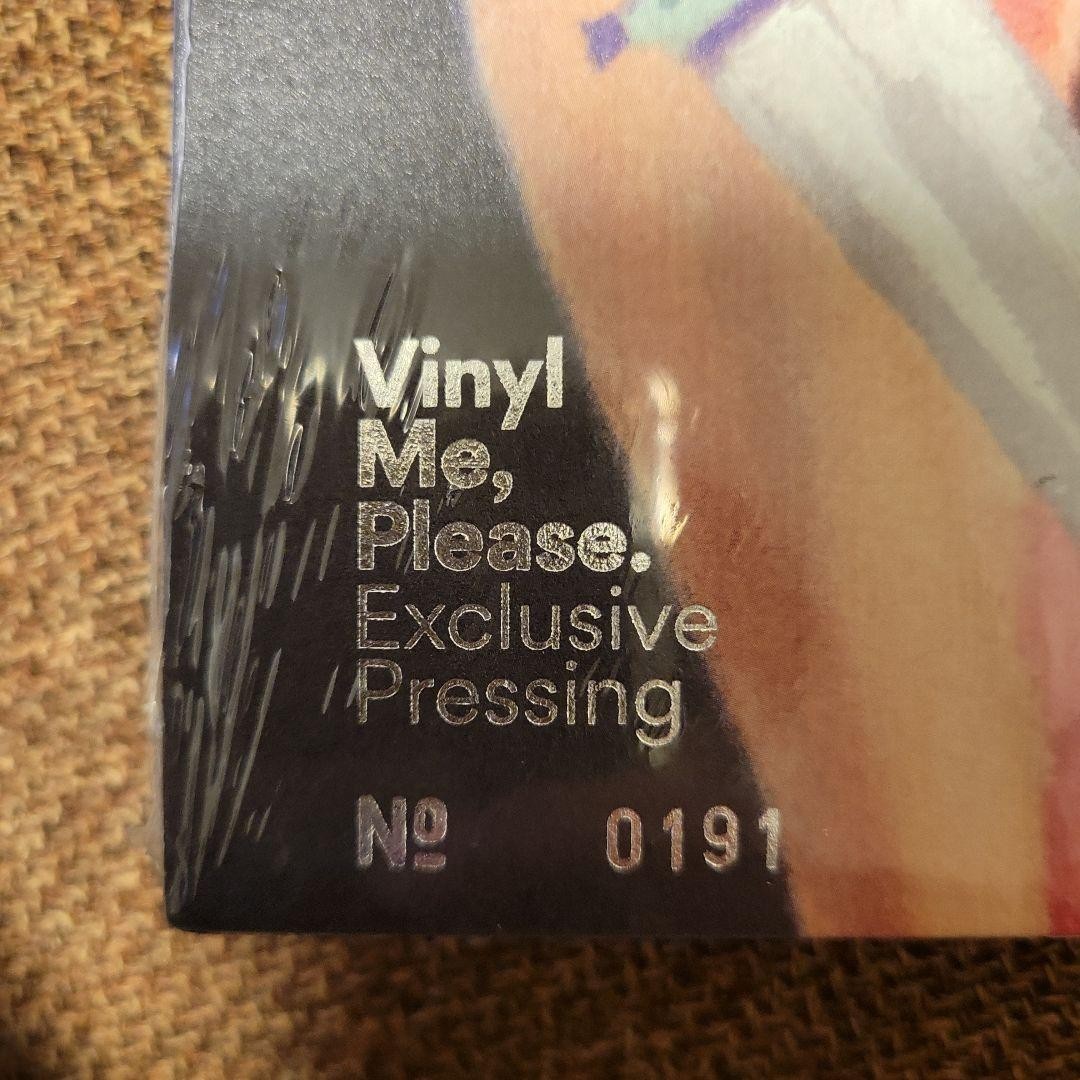 Vinyl
Me,
Please.
Exclusive
Pressing
Nº 0191